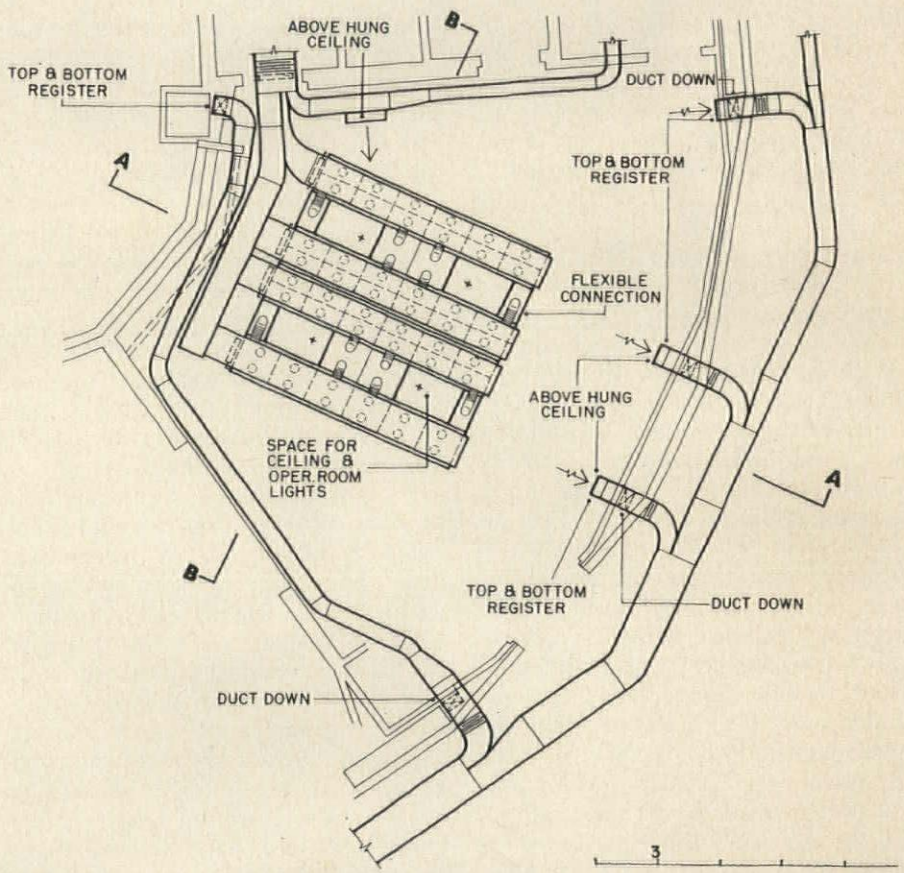 ABOVE HUNG
CEILING
B
TOP & BOTTOM
REGISTER
DUCT DOWN
A
TOP & BOTTOM
REGISTER
FLEXIBLE
CONNECTION
ABOVE HUNG
CEILING
SPACE FOR
CEILING &
OPER. ROOM
LIGHTS
A
B
TOP & BOTTOM
REGISTER
DUCT DOWN
DUCT DOWN
3